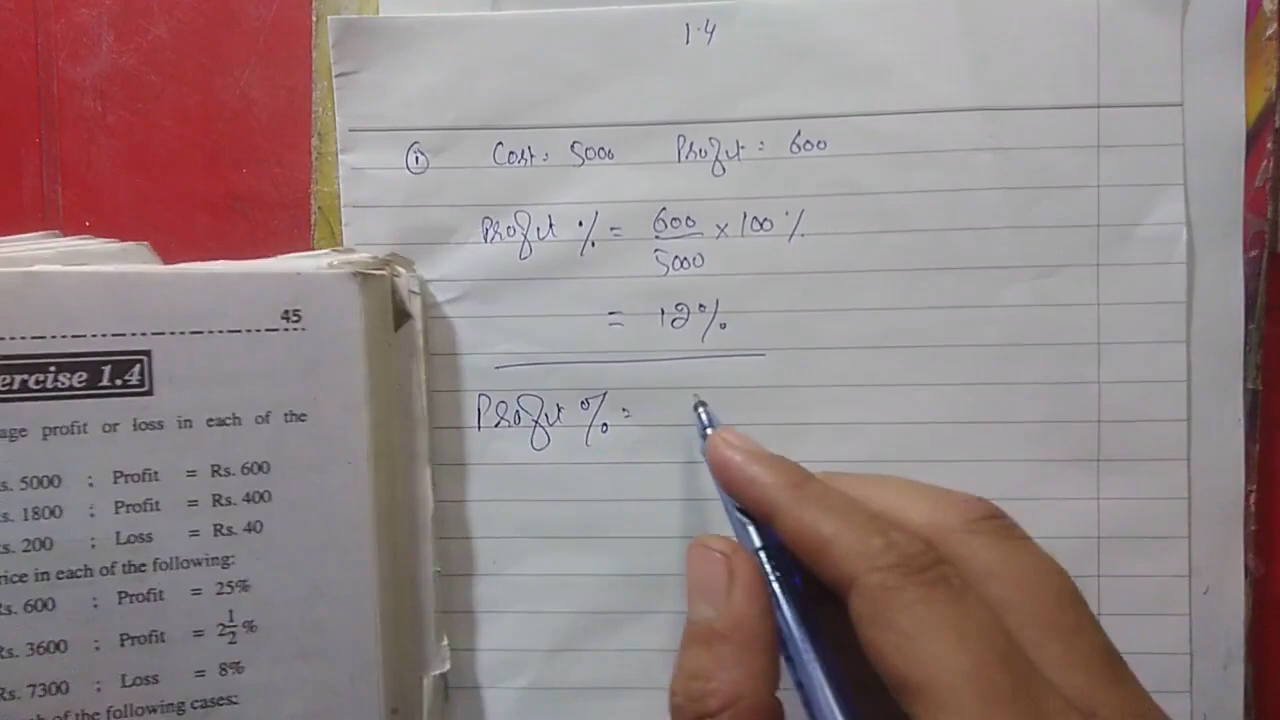 1.4
i Cost: 5000 Profit: 600
Profit % = 600/5000 × 100 %
= 12%
Profit %=
45
ercise 1.4
age profit or loss in each of the
s. 5000 ; Profit = Rs. 600
s. 1800 ; Profit = Rs. 400
s. 200 ; Loss = Rs. 40
rice in each of the following:
Rs. 600 ; Profit = 25%
Rs. 3600 ; Profit = 2 1/2 %
Rs. 7300 ; Loss = 8%
of the following cases: